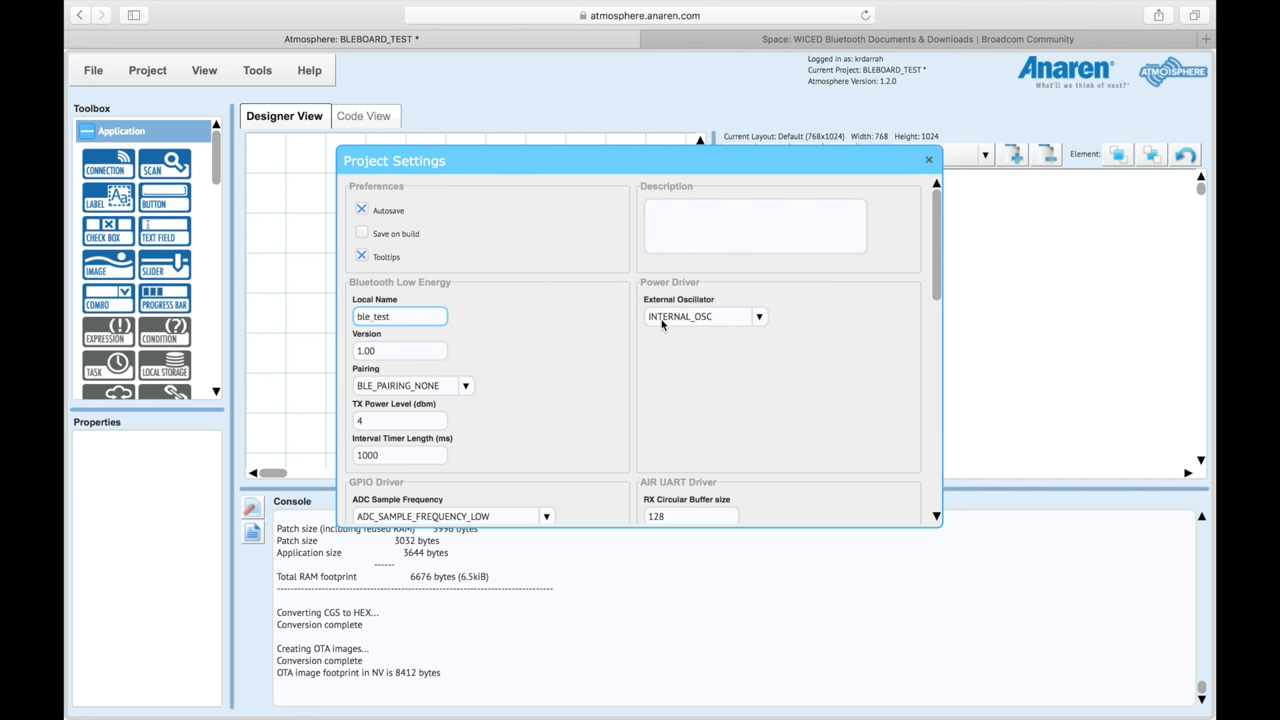 atmosphere.anaren.com
Atmosphere: BLEBOARD_TEST *
Space: WICED Bluetooth Documents & Downloads | Broadcom Community
File
Project
View
Tools
Help
Logged in as: krdarrah
Current Project: BLEBOARD_TEST *
Atmosphere Version: 1.2.0
Anaren
What'll we think of next?
ATMOSPHERE
Toolbox
Application
CONNECTION
SCAN
LABEL
Aa
BUTTON
CHECK BOX
TEXT FIELD
IMAGE
SLIDER
COMBO
PROGRESS BAR
EXPRESSION
CONDITION
TASK
LOCAL STORAGE
Properties
Designer View
Code View
Current Layout: Default (768x1024) Width: 768 Height: 1024
Element:
Project Settings
Preferences
Autosave
Save on build
Tooltips
Description
Bluetooth Low Energy
Local Name
ble_test
Version
1.00
Pairing
BLE_PAIRING_NONE
TX Power Level (dbm)
4
Interval Timer Length (ms)
1000
Power Driver
External Oscillator
INTERNAL_OSC
GPIO Driver
ADC Sample Frequency
ADC_SAMPLE_FREQUENCY_LOW
AIR UART Driver
RX Circular Buffer size
128
Console
Patch size (including reused RAM) 5996 bytes
Patch size 3032 bytes
Application size 3644 bytes
------
Total RAM footprint 6676 bytes (6.5kiB)
----------------------------------------------------------------------
Converting CGS to HEX...
Conversion complete
Creating OTA images...
Conversion complete
OTA image footprint in NV is 8412 bytes